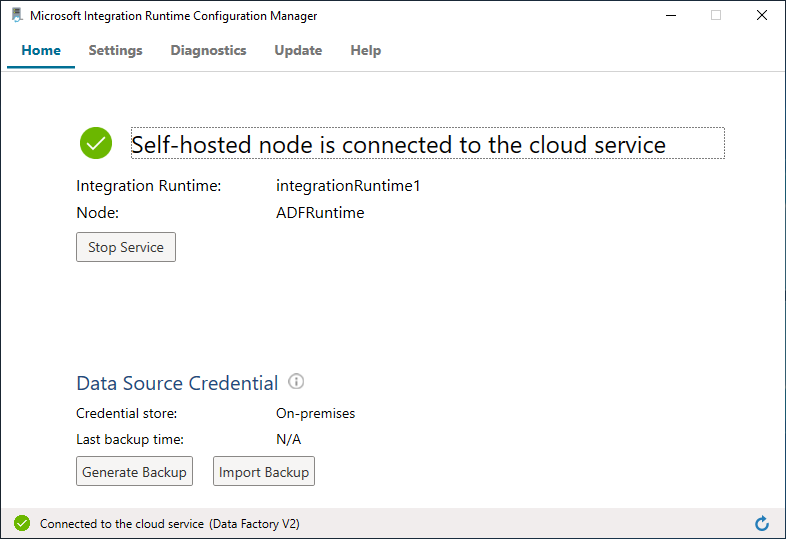 Microsoft Integration Runtime Configuration Manager
Home Settings Diagnostics Update Help
Self-hosted node is connected to the cloud service
Integration Runtime: integrationRuntime1
Node: ADFRuntime
Stop Service
Data Source Credential
Credential store: On-premises
Last backup time: N/A
Generate Backup Import Backup
Connected to the cloud service (Data Factory V2)